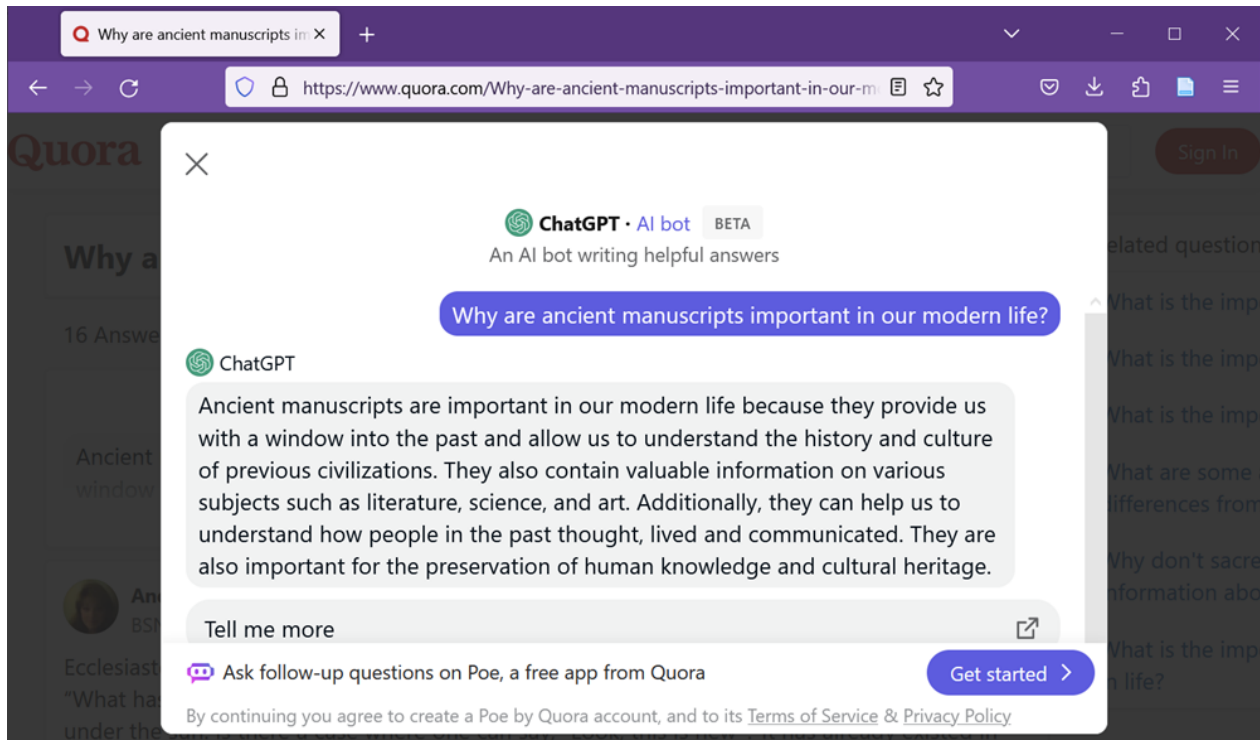 Why are ancient manuscripts im
https://www.quora.com/Why-are-ancient-manuscripts-important-in-our-m
Quora
Sign In
ChatGPT · AI bot BETA
An AI bot writing helpful answers
Why a
elated question
Why are ancient manuscripts important in our modern life?
What is the imp
16 Answe
ChatGPT
What is the imp
Ancient manuscripts are important in our modern life because they provide us
What is the imp
with a window into the past and allow us to understand the history and culture
Ancient
of previous civilizations. They also contain valuable information on various
What are some
window
subjects such as literature, science, and art. Additionally, they can help us to
differences from
understand how people in the past thought, lived and communicated. They are
also important for the preservation of human knowledge and cultural heritage.
Why don't sacre
nformation abo
An
BSN
Tell me more
What is the imp
n life?
Ecclesiast
Ask follow-up questions on Poe, a free app from Quora
Get started
"What ha
By continuing you agree to create a Poe by Quora account, and to its Terms of Service & Privacy Policy
under the